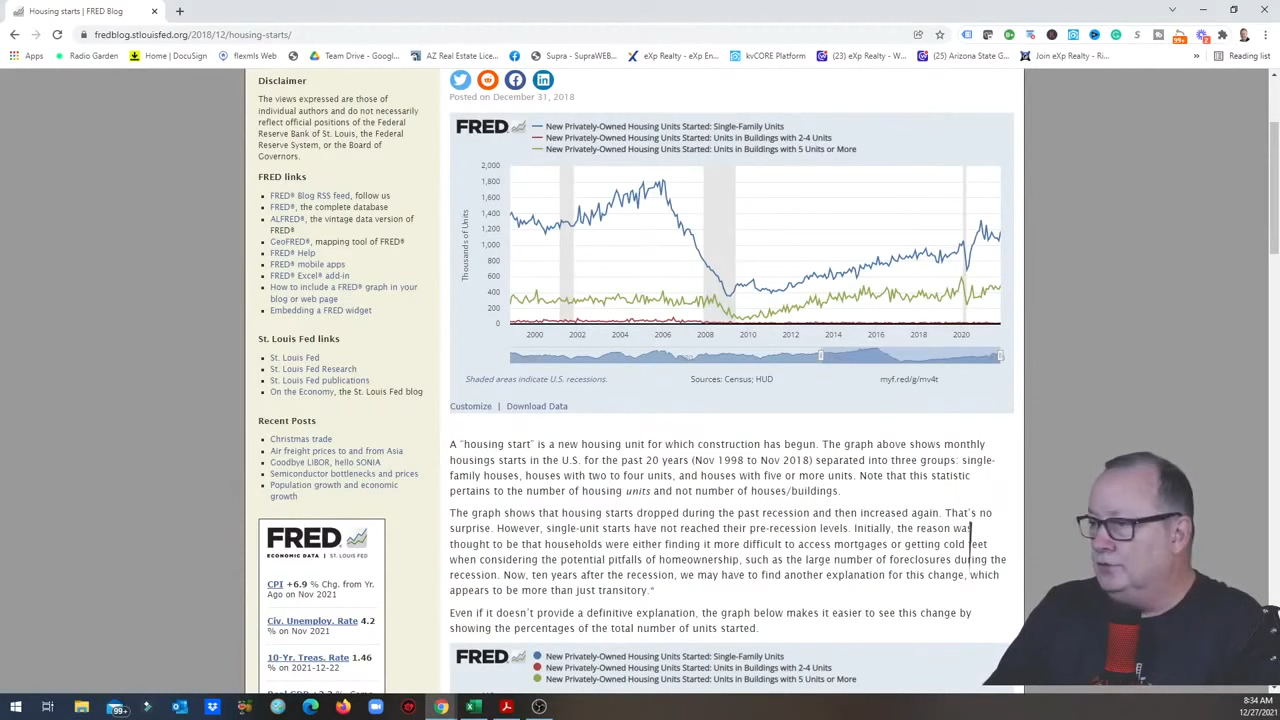 Housing starts | FRED Blog
fredblog.stlouisfed.org/2018/12/housing-starts/
Apps
Radio Garden
Home | DocuSign
flexmls Web
Team Drive - Googl...
AZ Real Estate Lice...
Supra - SupraWEB...
eXp Realty - eXp En...
kvCORE Platform
(23) eXp Realty - W...
(25) Arizona State G...
Join eXp Realty - Ri...
»
Reading list
Disclaimer
The views expressed are those of
individual authors and do not necessarily
reflect official positions of the Federal
Reserve Bank of St. Louis, the Federal
Reserve System, or the Board of
Governors.
FRED links
FRED® Blog RSS feed, follow us
FRED®, the complete database
ALFRED®, the vintage data version of
FRED®
GeoFRED®, mapping tool of FRED®
FRED® Help
FRED® mobile apps
FRED® Excel® add-in
How to include a FRED® graph in your
blog or web page
Embedding a FRED widget
St. Louis Fed links
St. Louis Fed
St. Louis Fed Research
St. Louis Fed publications
On the Economy, the St. Louis Fed blog
Recent Posts
Christmas trade
Air freight prices to and from Asia
Goodbye LIBOR, hello SONIA
Semiconductor bottlenecks and prices
Population growth and economic
growth
FRED
ECONOMIC DATA | ST. LOUIS FED
CPI +6.9 % Chg. from Yr.
Ago on Nov 2021
Civ. Unemploy. Rate 4.2
% on Nov 2021
10-Yr. Treas. Rate 1.46
% on 2021-12-22
Posted on December 31, 2018
FRED
New Privately-Owned Housing Units Started: Single-Family Units
New Privately-Owned Housing Units Started: Units in Buildings with 2-4 Units
New Privately-Owned Housing Units Started: Units in Buildings with 5 Units or More
Thousands of Units
2,000
1,800
1,600
1,400
1,200
1,000
800
600
400
200
0
2000 2002 2004 2006 2008 2010 2012 2014 2016 2018 2020
Shaded areas indicate U.S. recessions.
Sources: Census; HUD
myf.red/g/mv4t
Customize | Download Data
A "housing start" is a new housing unit for which construction has begun. The graph above shows monthly
housings starts in the U.S. for the past 20 years (Nov 1998 to Nov 2018) separated into three groups: single-
family houses, houses with two to four units, and houses with five or more units. Note that this statistic
pertains to the number of housing units and not number of houses/buildings.
The graph shows that housing starts dropped during the past recession and then increased again. That's no
surprise. However, single-unit starts have not reached their pre-recession levels. Initially, the reason was
thought to be that households were either finding it more difficult to access mortgages or getting cold feet
when considering the potential pitfalls of homeownership, such as the large number of foreclosures during the
recession. Now, ten years after the recession, we may have to find another explanation for this change, which
appears to be more than just transitory.*
Even if it doesn't provide a definitive explanation, the graph below makes it easier to see this change by
showing the percentages of the total number of units started.
FRED
New Privately-Owned Housing Units Started: Single-Family Units
New Privately-Owned Housing Units Started: Units in Buildings with 2-4 Units
New Privately-Owned Housing Units Started: Units in Buildings with 5 Units or More
99+
8:34 AM
12/27/2021